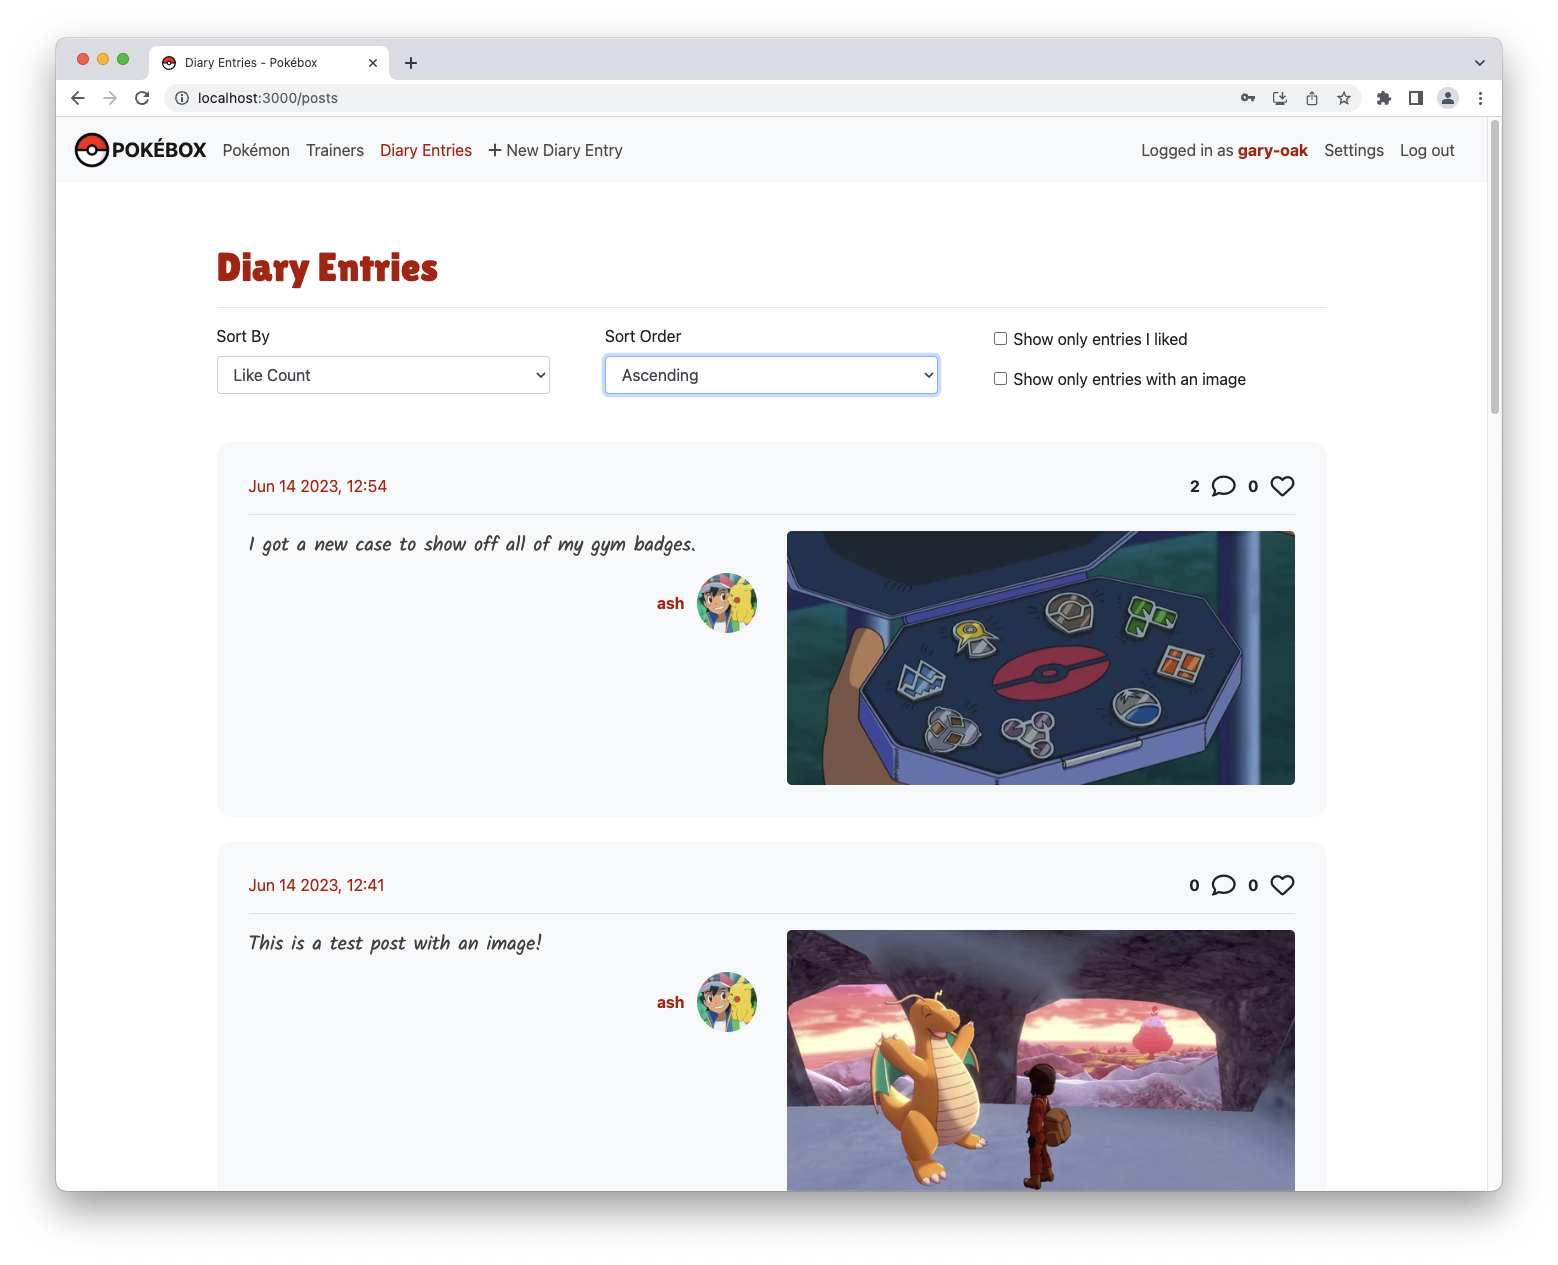 Diary Entries - Pokébox
localhost:3000/posts
POKÉBOX Pokémon Trainers Diary Entries + New Diary Entry Logged in as gary-oak Settings Log out
Diary Entries
Sort By Sort Order Show only entries I liked
Like Count Ascending Show only entries with an image
Jun 14 2023, 12:54 2 0
I got a new case to show off all of my gym badges.
ash
Jun 14 2023, 12:41 0 0
This is a test post with an image!
ash